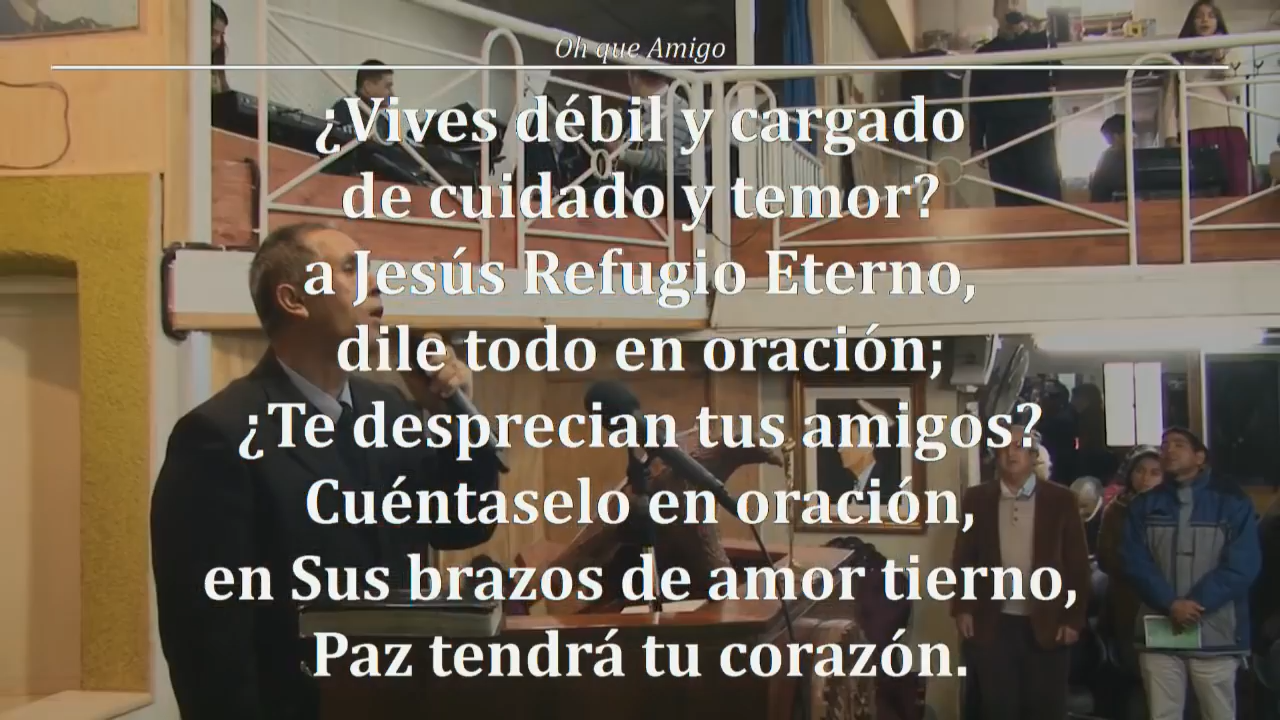 Oh que Amigo
¿Vives débil y cargado
de cuidado y temor?
a Jesús Refugio Eterno,
dile todo en oración;
¿Te desprecian tus amigos?
Cuéntaselo en oración,
en Sus brazos de amor tierno,
Paz tendrá tu corazón.